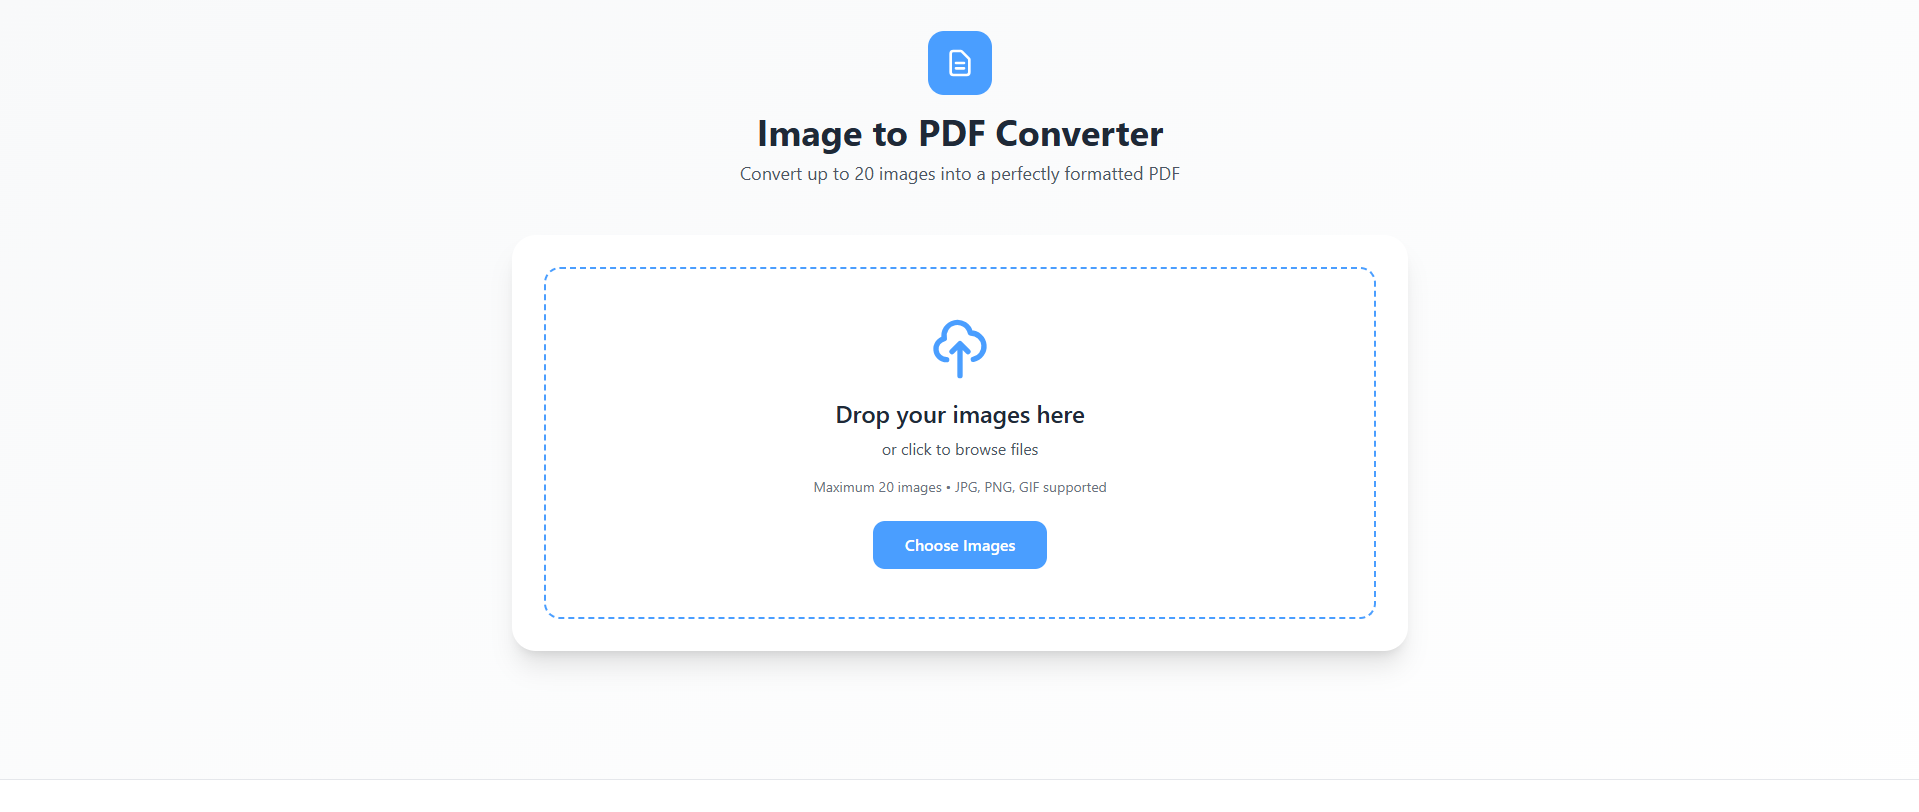 Image to PDF Converter
Convert up to 20 images into a perfectly formatted PDF
Drop your images here
or click to browse files
Maximum 20 images • JPG, PNG, GIF supported
Choose Images